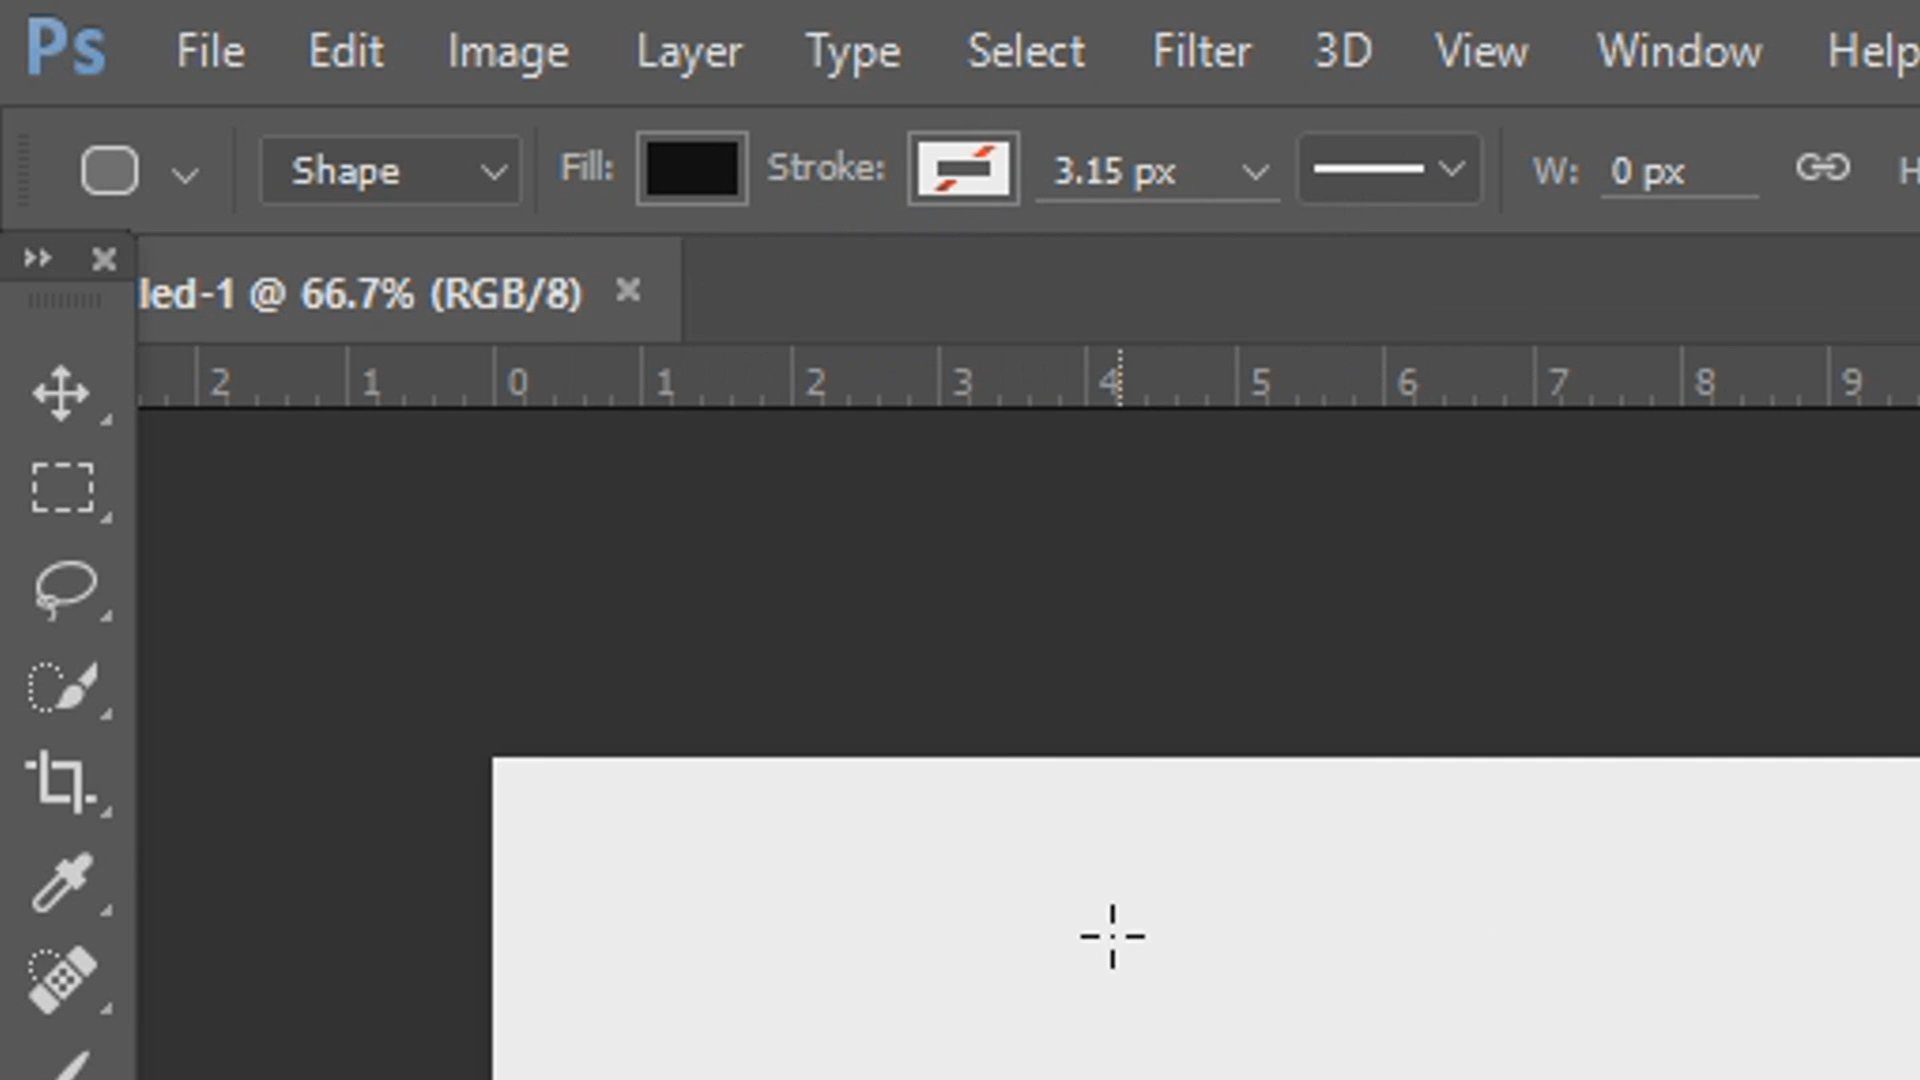 Ps File Edit Image Layer Type Select Filter 3D View Window Help
Shape Fill: Stroke: 3.15 px W: 0 px H
led-1 @ 66.7% (RGB/8)
2 1 0 1 2 3 4 5 6 7 8 9